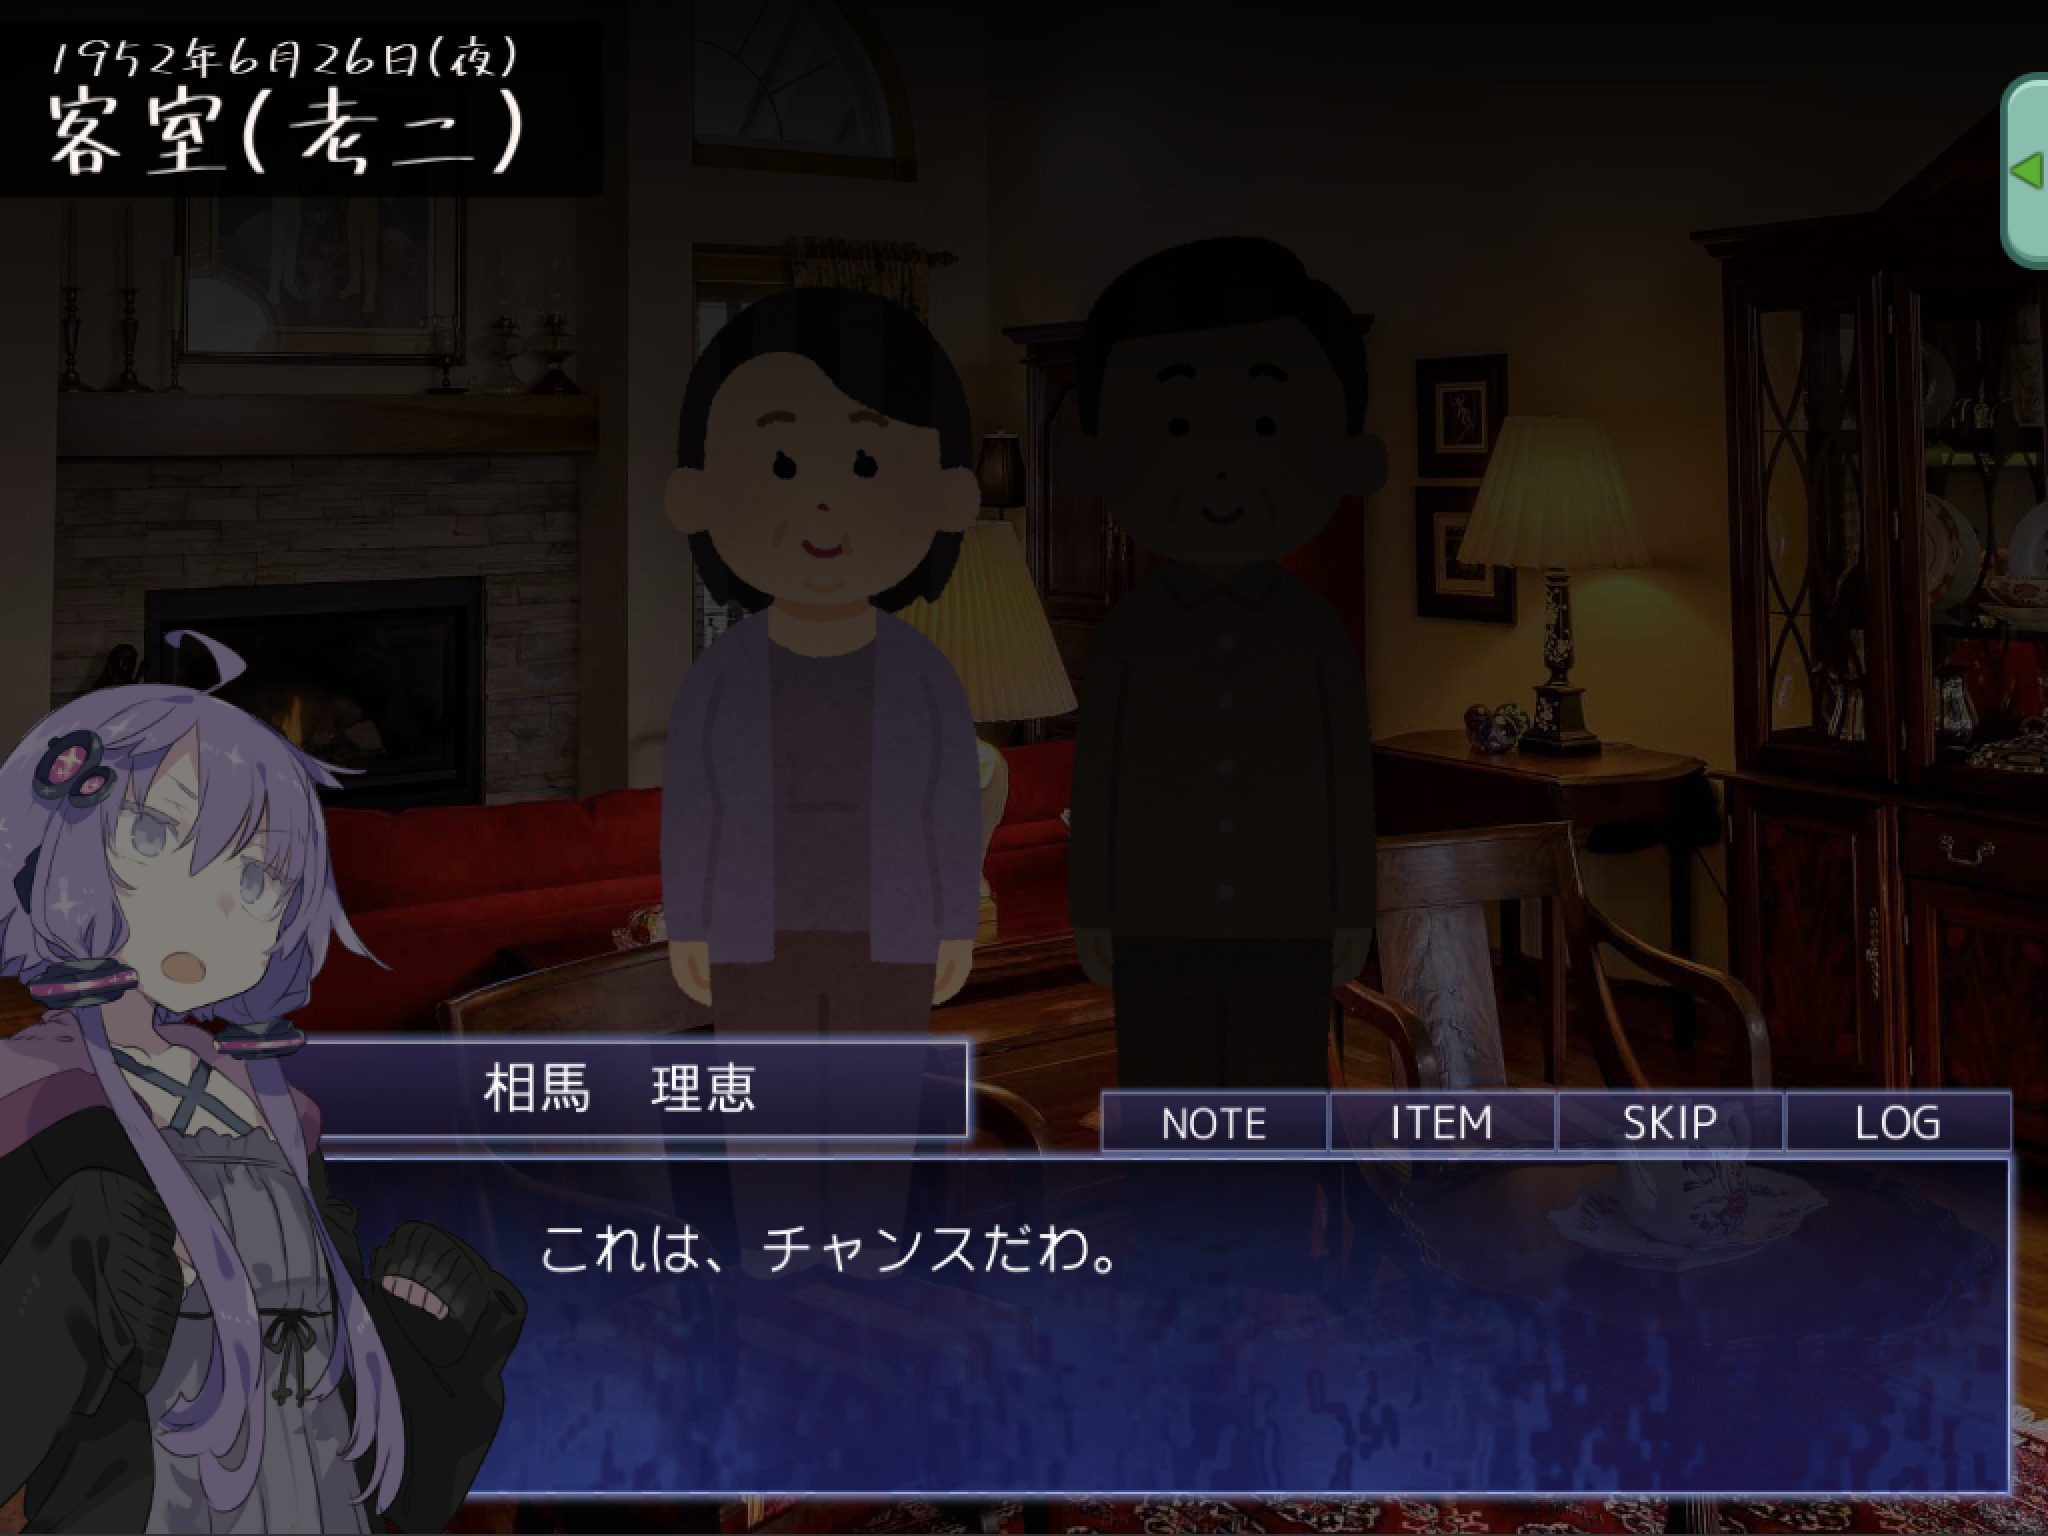 1952年6月26日(夜)
客室(考二)
相馬　理恵
NOTE
ITEM
SKIP
LOG
これは、チャンスだわ。